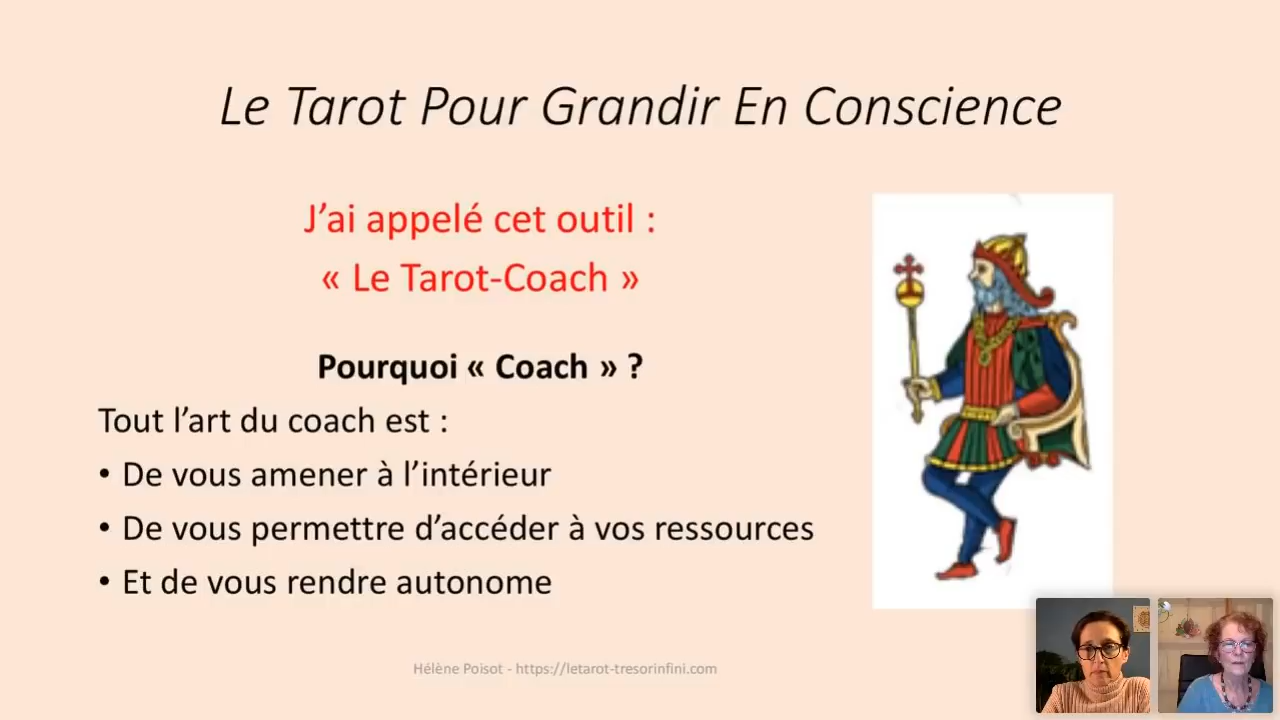 Le Tarot Pour Grandir En Conscience
J’ai appelé cet outil :
« Le Tarot-Coach »
Pourquoi « Coach » ?
Tout l’art du coach est :
• De vous amener à l’intérieur
• De vous permettre d’accéder à vos ressources
• Et de vous rendre autonome
Hélène Poisot - https://letarot-tresorinfini.com